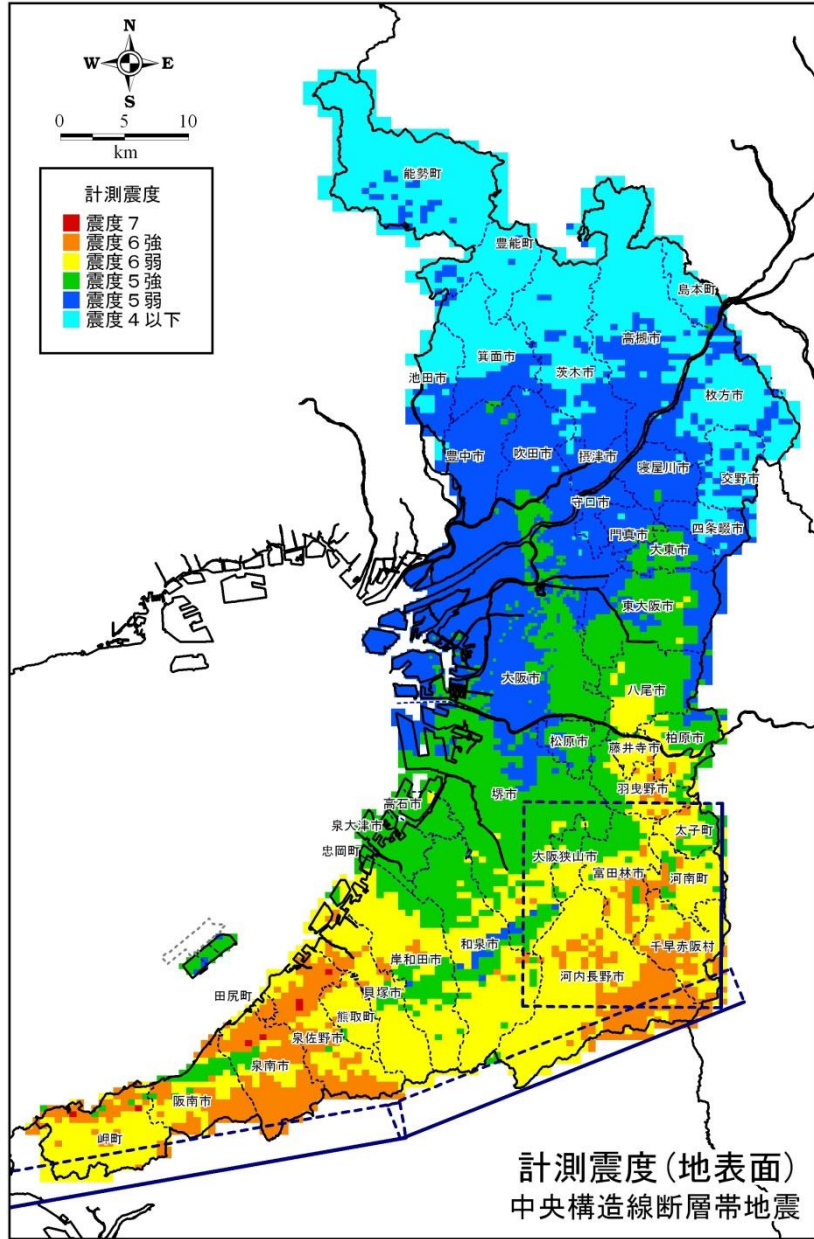 N
W E
S
0 5 10
km
計測震度
震度7
震度6強
震度6弱
震度5強
震度5弱
震度4以下
能勢町
豊能町
島本町
高槻市
箕面市
茨木市
池田市
枚方市
豊中市
吹田市
摂津市
寝屋川市
交野市
守口市
門真市
四条畷市
大東市
東大阪市
大阪市
八尾市
松原市
藤井寺市
柏原市
羽曳野市
高石市
堺市
泉大津市
太子町
忠岡町
大阪狭山市
富田林市
河南町
和泉市
千早赤阪村
岸和田市
河内長野市
貝塚市
田尻町
熊取町
泉佐野市
泉南市
阪南市
岬町
計測震度(地表面)
中央構造線断層帯地震